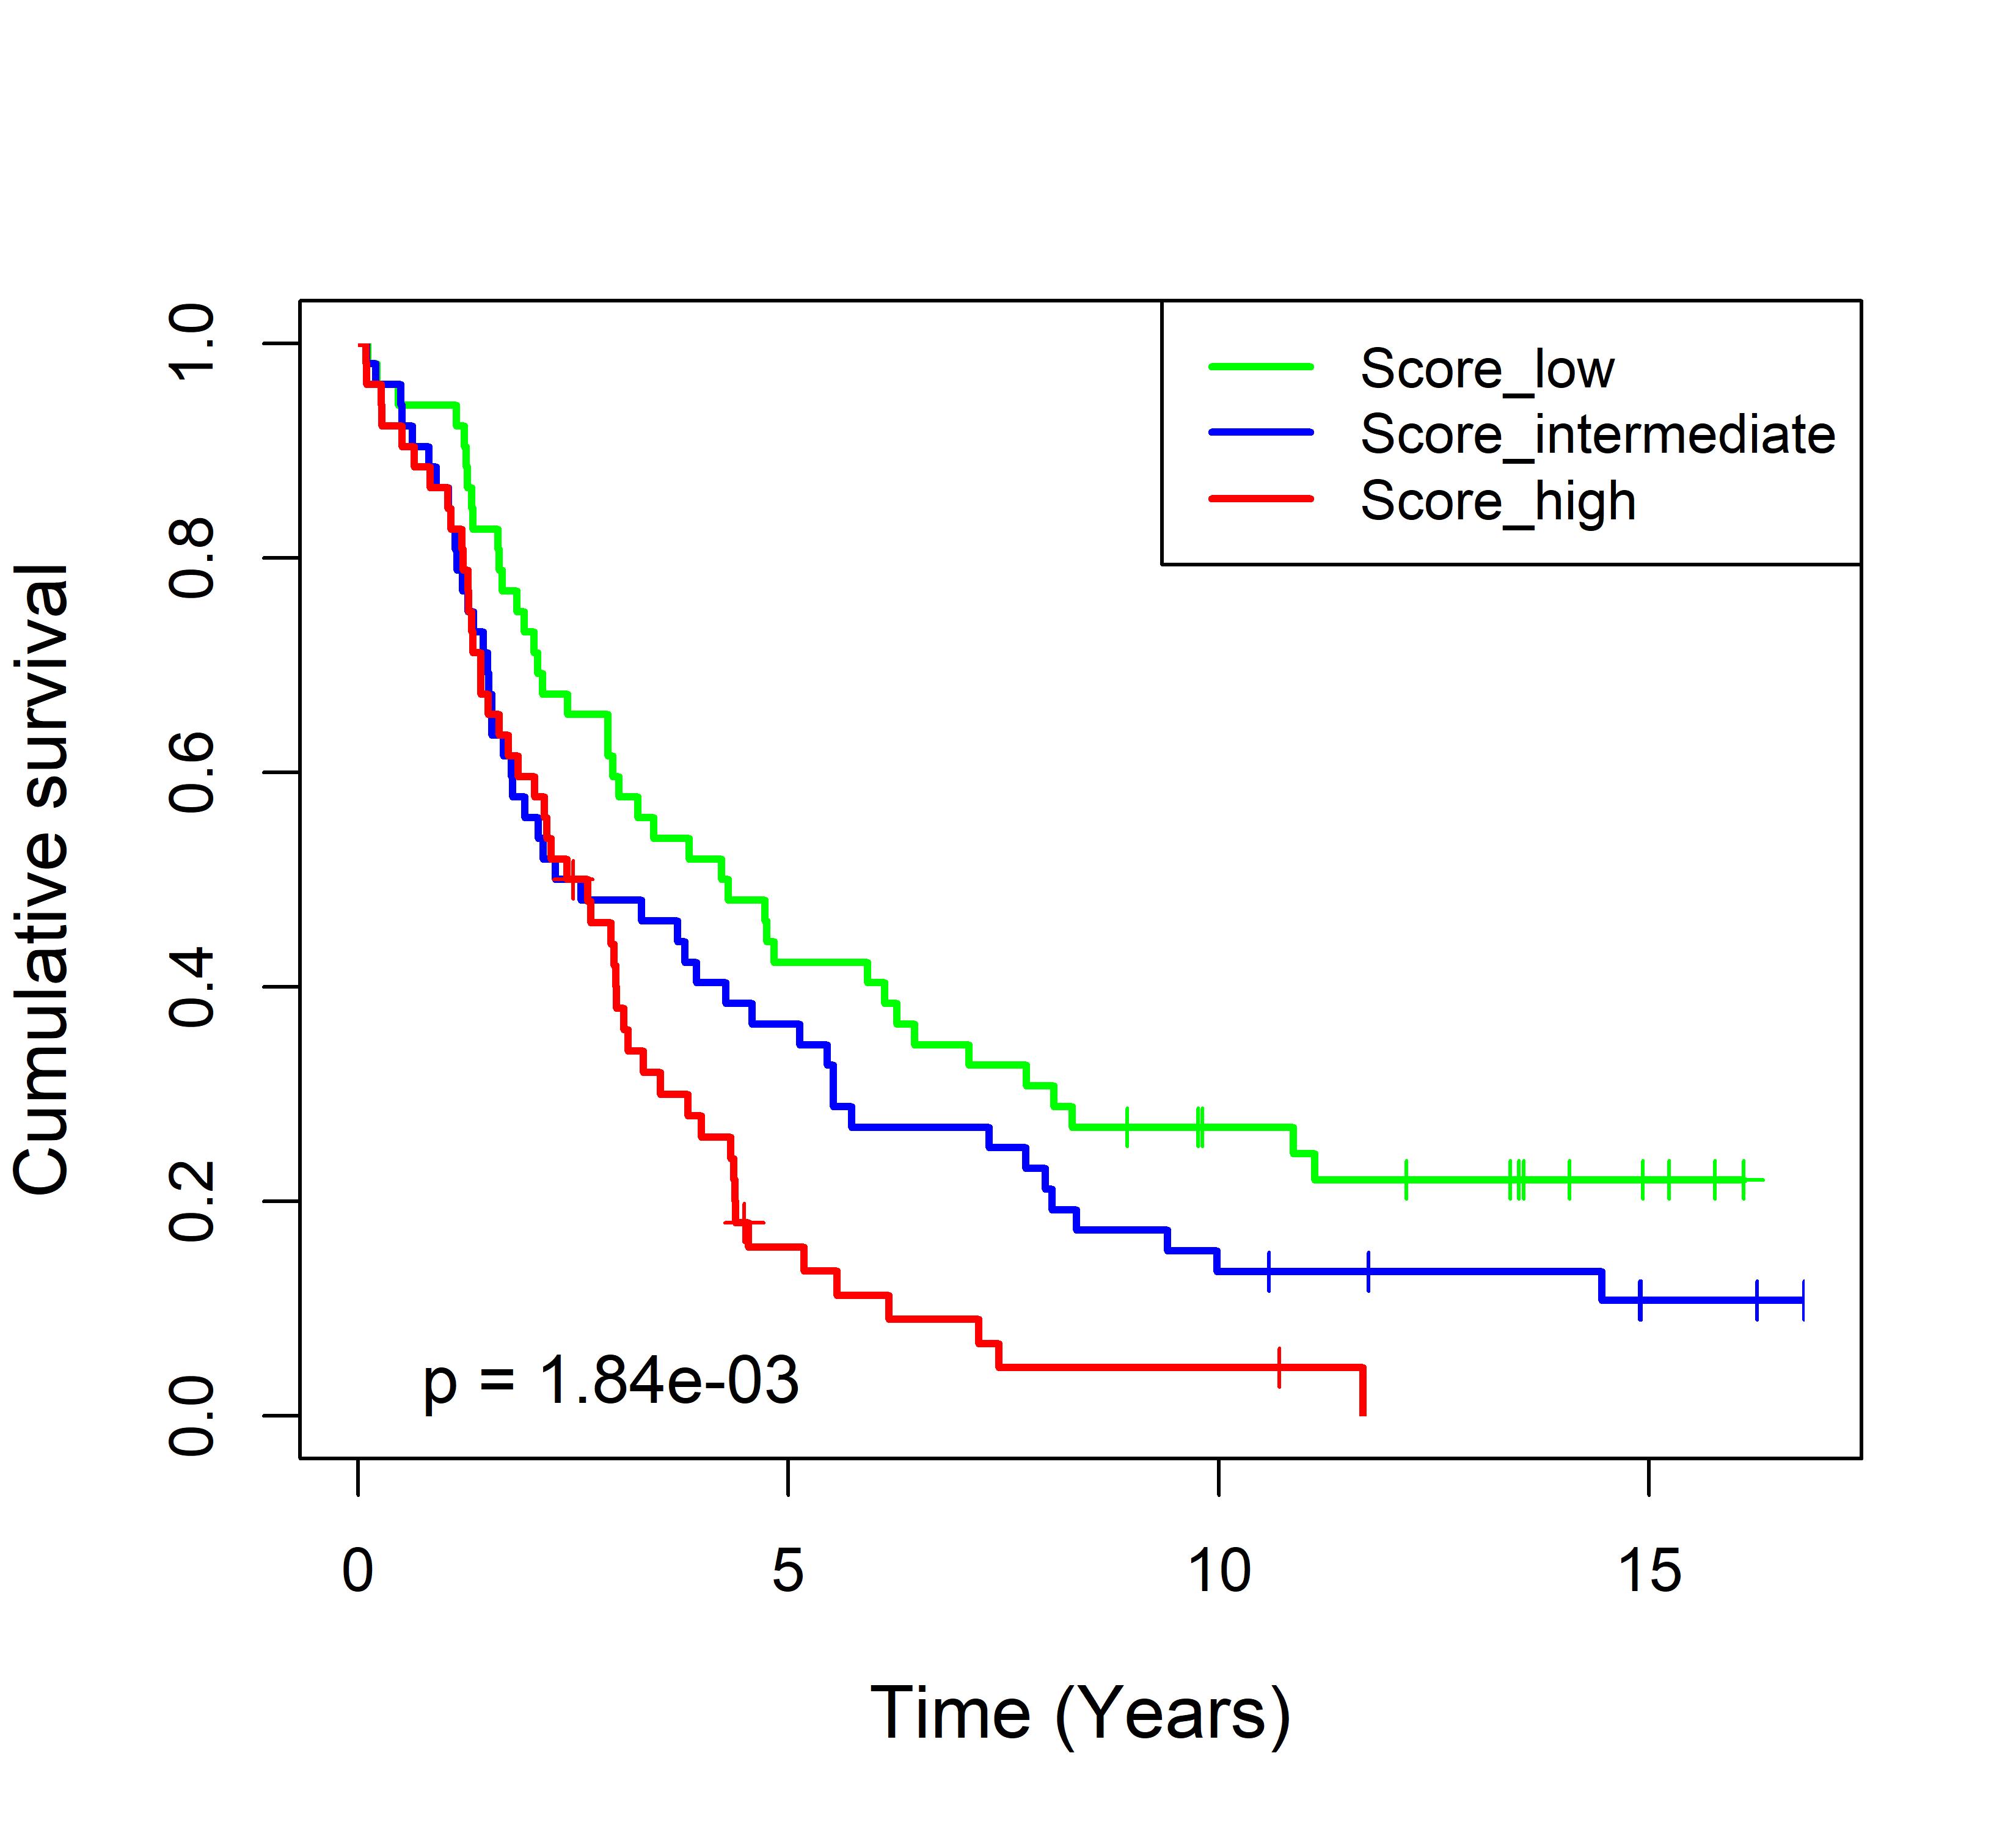 Score_low
Score_intermediate
Score_high
Cumulative survival
1.0
0.8
0.6
0.4
0.2
0.0
p = 1.84e-03
0 5 10 15
Time (Years)